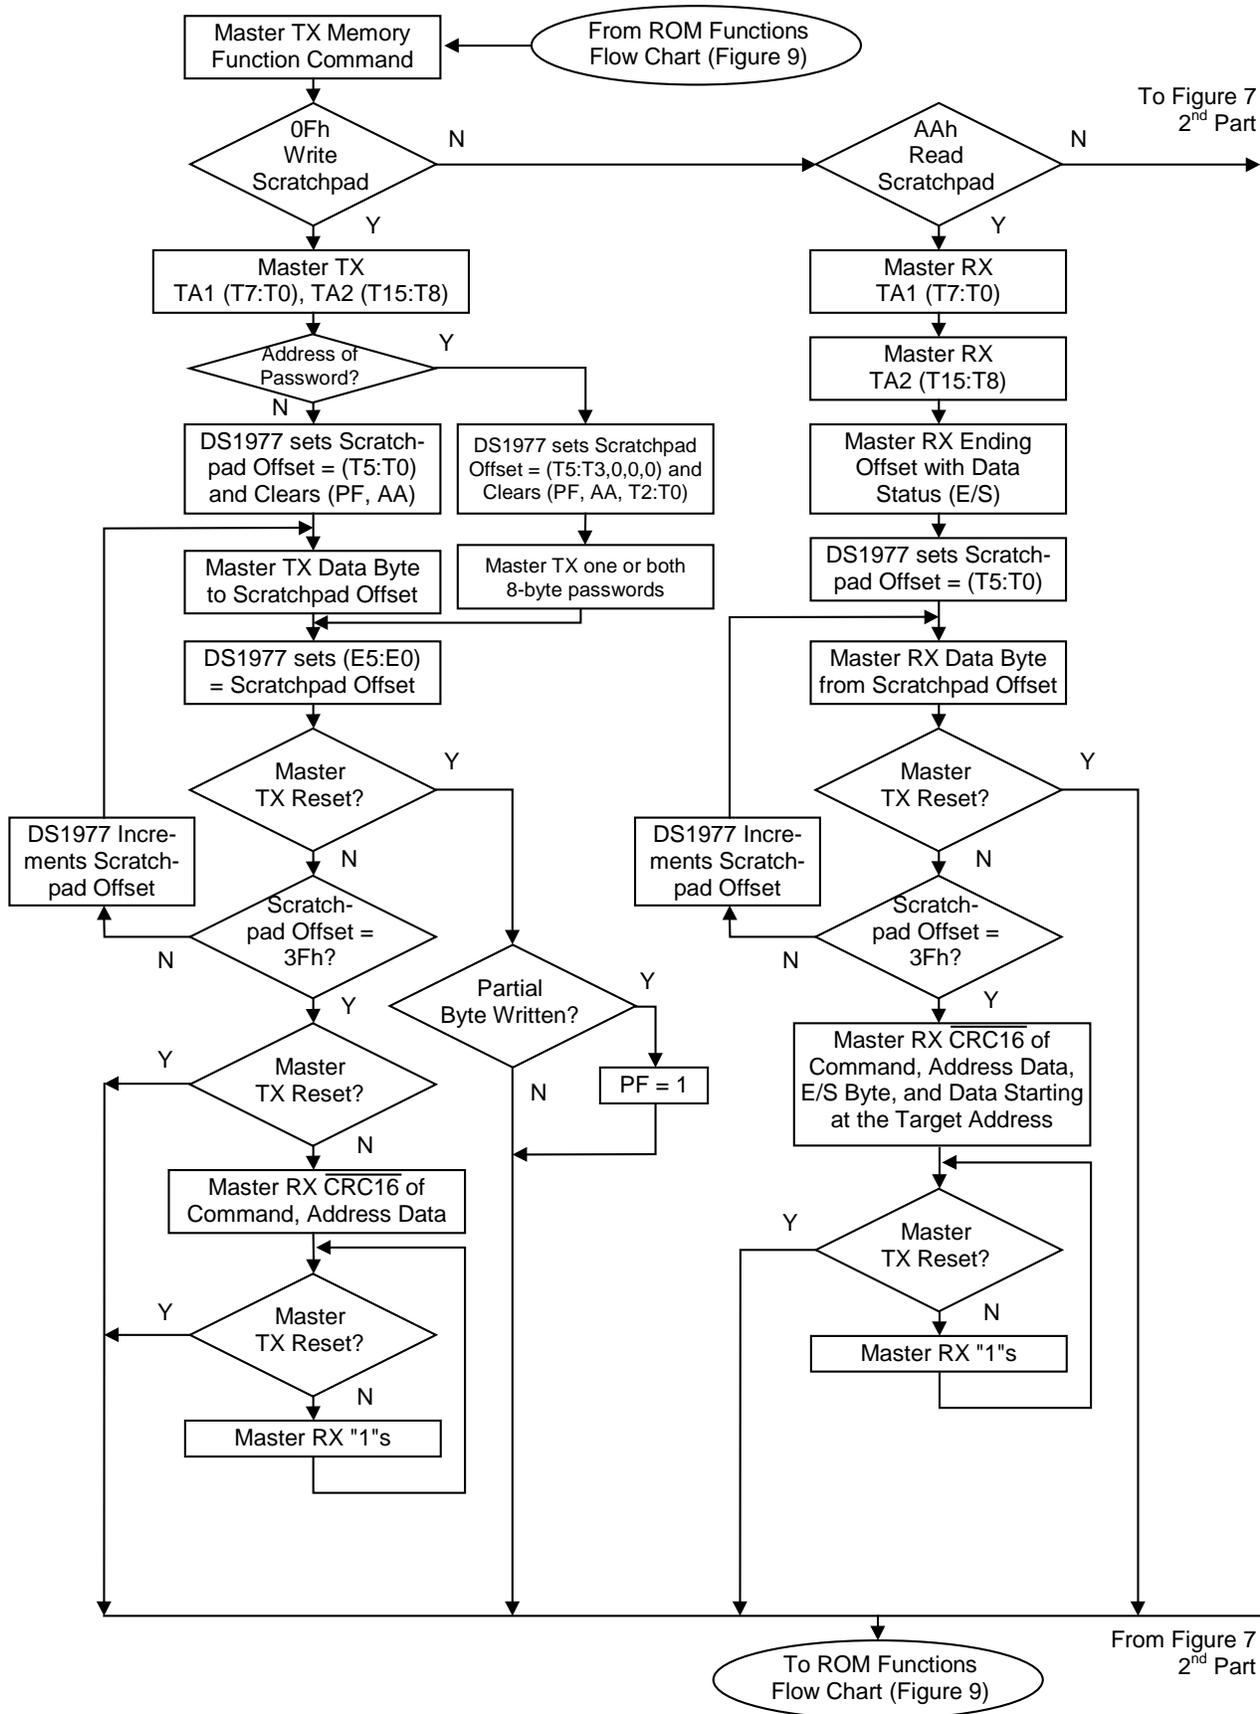 Master TX Memory
Function Command
From ROM Functions
Flow Chart (Figure 9)
To Figure 7
2nd Part
0Fh
Write
Scratchpad
N
Y
AAh
Read
Scratchpad
N
Y
Master TX
TA1 (T7:T0), TA2 (T15:T8)
Address of
Password?
Y
N
DS1977 sets Scratch-
pad Offset = (T5:T0)
and Clears (PF, AA)
DS1977 sets Scratchpad
Offset = (T5:T3,0,0,0) and
Clears (PF, AA, T2:T0)
Master TX Data Byte
to Scratchpad Offset
Master TX one or both
8-byte passwords
DS1977 sets (E5:E0)
= Scratchpad Offset
Master
TX Reset?
Y
N
DS1977 Incre-
ments Scratch-
pad Offset
Scratch-
pad Offset =
3Fh?
N
Y
Partial
Byte Written?
Y
N
PF = 1
Master
TX Reset?
Y
N
Master RX CRC16 of
Command, Address Data
Master
TX Reset?
Y
N
Master RX "1"s
Master RX
TA1 (T7:T0)
Master RX
TA2 (T15:T8)
Master RX Ending
Offset with Data
Status (E/S)
DS1977 sets Scratch-
pad Offset = (T5:T0)
Master RX Data Byte
from Scratchpad Offset
Master
TX Reset?
Y
N
DS1977 Incre-
ments Scratch-
pad Offset
Scratch-
pad Offset =
3Fh?
N
Y
Master RX CRC16 of
Command, Address Data,
E/S Byte, and Data Starting
at the Target Address
Master
TX Reset?
Y
N
Master RX "1"s
From Figure 7
2nd Part
To ROM Functions
Flow Chart (Figure 9)